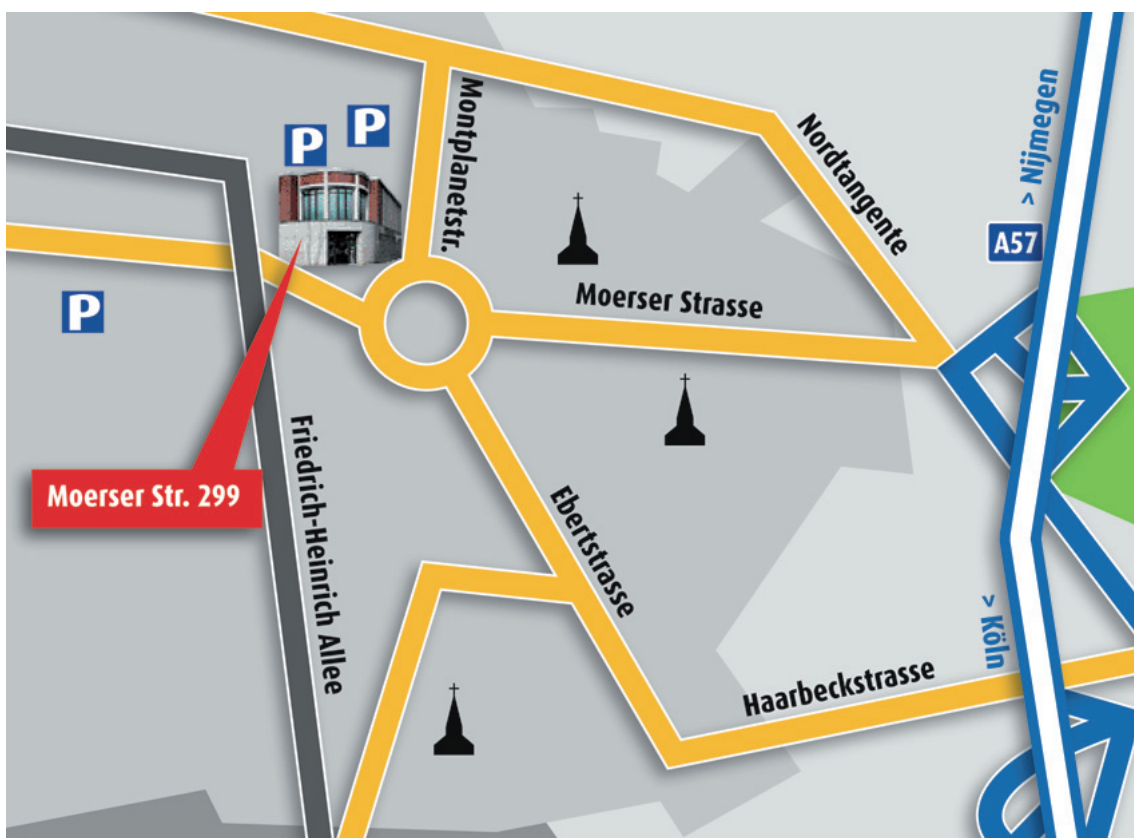 P
P
Montplanetstr.
Nordtangente
> Nijmegen
A57
P
Moerser Strasse
Moerser Str. 299
Friedrich-Heinrich Allee
Ebertstrasse
> Köln
Haarbeckstrasse